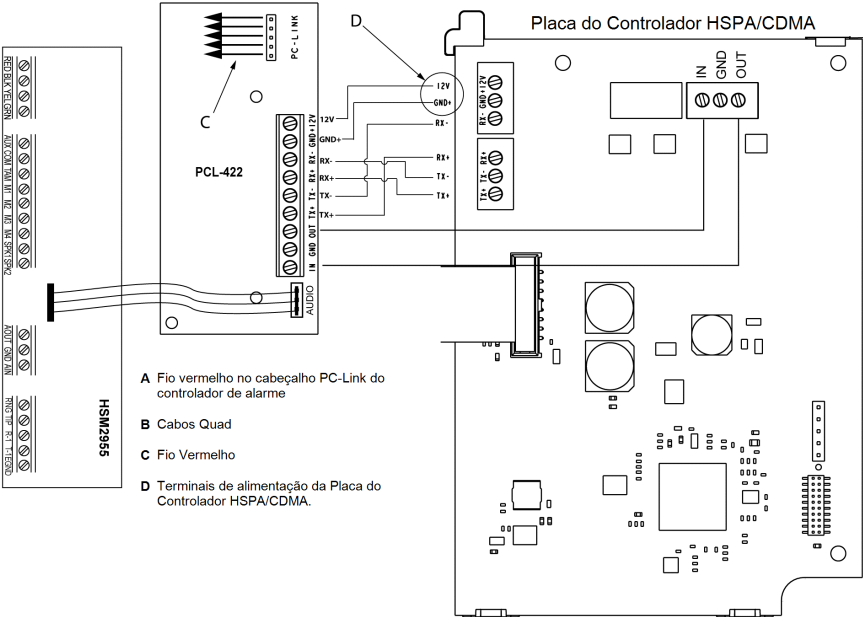 D
Placa do Controlador HSPA/CDMA
PC-LINK
C
IN
GND
OUT
12V
GND+
RX-
RX+
TX-
TX+
RX- GND+12V
TX+ TX- RX+
PCL-422
12V
GND+
RX-
RX+
TX-
TX+
IN GND OUT TX+ TX- RX+ RX- GND+12V
AUDIO
RED BLK YEL GRN
AUX COM TAM M1 M2 M3 M4 SPK1 SPK2
AOUT GND AIN
RNG TIP R-1 T-1 EGND
HSM2955
A Fio vermelho no cabeçalho PC-Link do
controlador de alarme
B Cabos Quad
C Fio Vermelho
D Terminais de alimentação da Placa do
Controlador HSPA/CDMA.